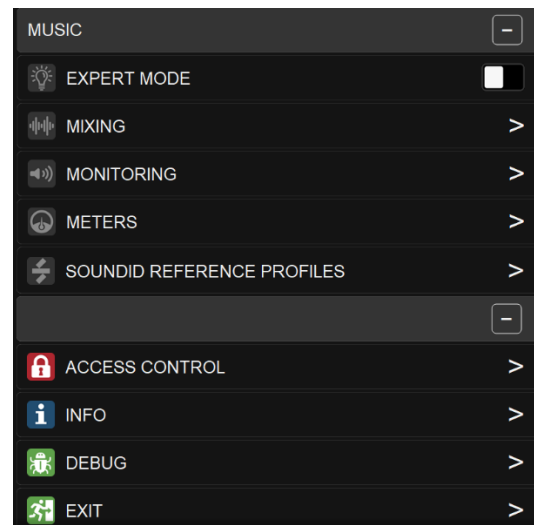 MUSIC
EXPERT MODE
MIXING
MONITORING
METERS
SOUNDID REFERENCE PROFILES
ACCESS CONTROL
INFO
DEBUG
EXIT